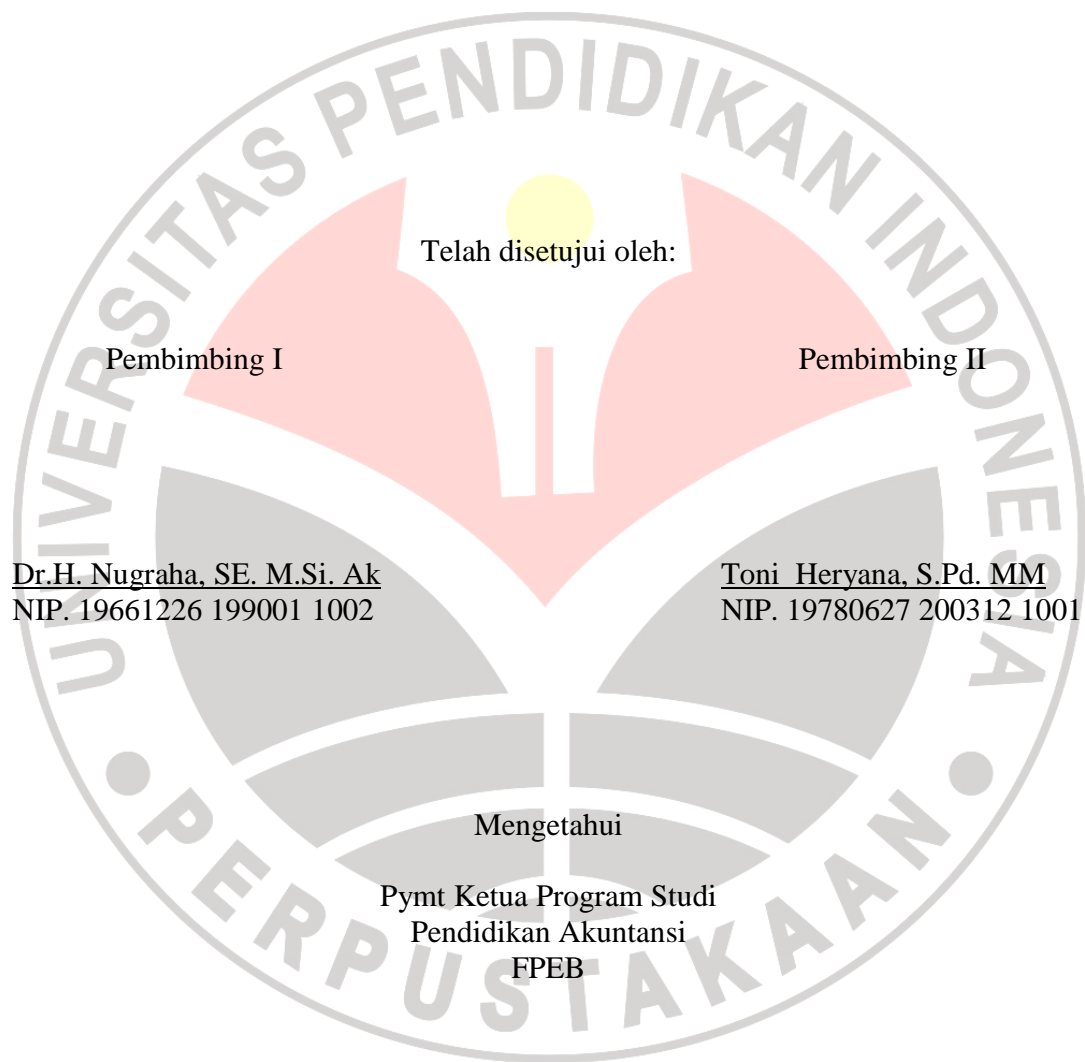 UNIVERSITAS PENDIDIKAN INDONESIA
PERPUSTAKAAN
Telah disetujui oleh:
Pembimbing I
Pembimbing II
Dr.H. Nugraha, SE. M.Si. Ak
NIP. 19661226 199001 1002
Toni Heryana, S.Pd. MM
NIP. 19780627 200312 1001
Mengetahui
Pymt Ketua Program Studi
Pendidikan Akuntansi
FPEB